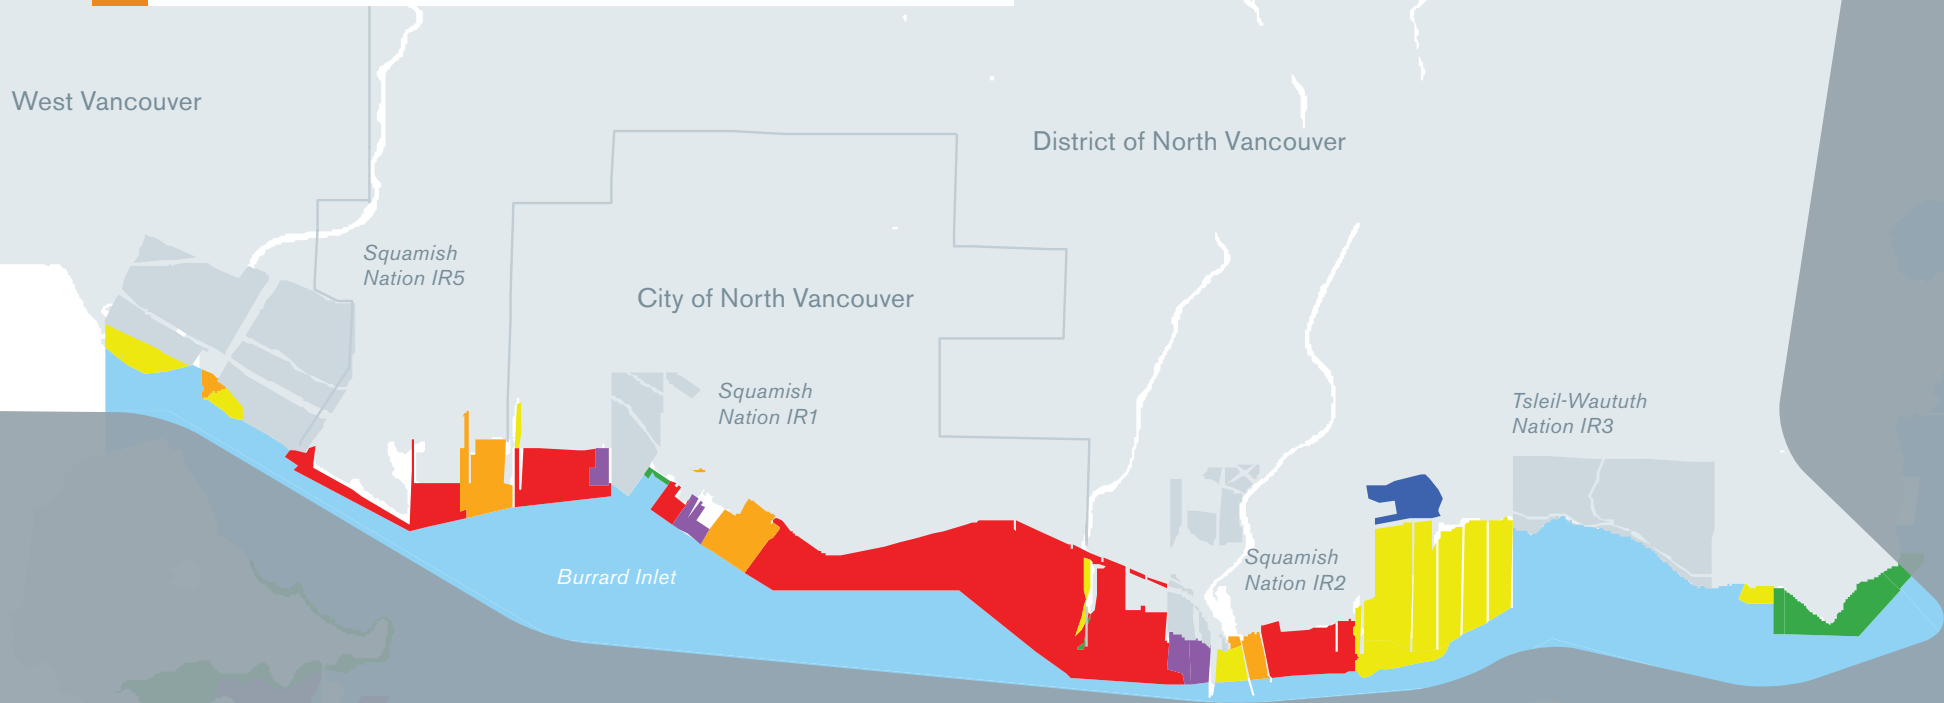 West Vancouver
District of North Vancouver
Squamish
Nation IR5
City of North Vancouver
Squamish
Nation IR1
Tsleil-Waututh
Nation IR3
Squamish
Nation IR2
Burrard Inlet